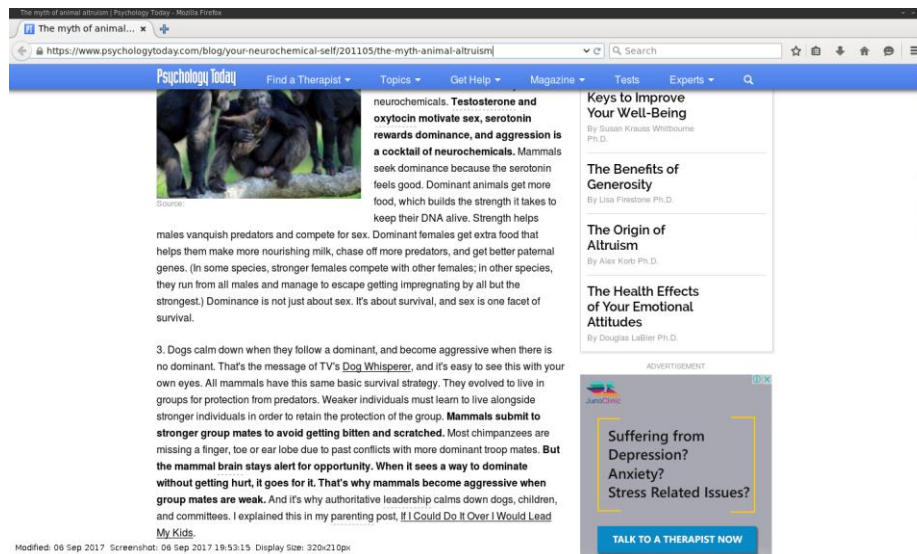 The myth of animal altruism | Psychology Today - Mozilla Firefox
The myth of animal...
https://www.psychologytoday.com/blog/your-neurochemical-self/201105/the-myth-animal-altruism
Search
Psychology Today
Find a Therapist
Topics
Get Help
Magazine
Tests
Experts
neurochemicals. Testosterone and
oxytocin motivate sex, serotonin
rewards dominance, and aggression is
a cocktail of neurochemicals. Mammals
seek dominance because the serotonin
feels good. Dominant animals get more
food, which builds the strength it takes to
keep their DNA alive. Strength helps
Source:
males vanquish predators and compete for sex. Dominant females get extra food that
helps them make more nourishing milk, chase off more predators, and get better paternal
genes. (In some species, stronger females compete with other females; in other species,
they run from all males and manage to escape getting impregnating by all but the
strongest.) Dominance is not just about sex. It's about survival, and sex is one facet of
survival.
3. Dogs calm down when they follow a dominant, and become aggressive when there is
no dominant. That's the message of TV's Dog Whisperer, and it's easy to see this with your
own eyes. All mammals have this same basic survival strategy. They evolved to live in
groups for protection from predators. Weaker individuals must learn to live alongside
stronger individuals in order to retain the protection of the group. Mammals submit to
stronger group mates to avoid getting bitten and scratched. Most chimpanzees are
missing a finger, toe or ear lobe due to past conflicts with more dominant troop mates. But
the mammal brain stays alert for opportunity. When it sees a way to dominate
without getting hurt, it goes for it. That's why mammals become aggressive when
group mates are weak. And it's why authoritative leadership calms down dogs, children,
and committees. I explained this in my parenting post, If I Could Do It Over I Would Lead
My Kids.
Keys to Improve
Your Well-Being
By Susan Krauss Whitbourne
Ph.D.
The Benefits of
Generosity
By Lisa Firestone Ph.D.
The Origin of
Altruism
By Alex Korb Ph.D.
The Health Effects
of Your Emotional
Attitudes
By Douglas LaBier Ph.D.
ADVERTISEMENT
JunoClinic
Suffering from
Depression?
Anxiety?
Stress Related Issues?
TALK TO A THERAPIST NOW
Modified: 06 Sep 2017 Screenshot: 06 Sep 2017 19:53:15 Display Size: 320x210px